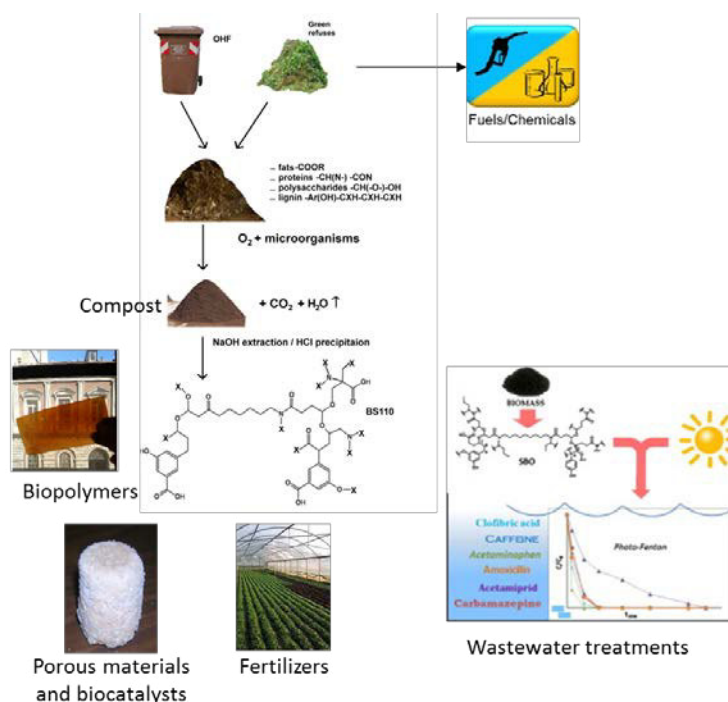 OHF
Green
refuses
Fuels/Chemicals
... fats-COOR
... proteins -CH(N-) -CON
... polysaccharides -CH(-O-)-OH
... lignin -Ar(OH)-CXH-CXH-CXH
O₂ + microorganisms
Compost
+ CO₂ + H₂O ↑
NaOH extraction / HCl precipitaion
BS110
Biopolymers
Porous materials
and biocatalysts
Fertilizers
BIOMASS
SBO
Clofibric acid
CAFFEINE
Acetaminophen
Amoxilin
Acetamiprid
Carbamazepine
Photo-Fenton
Wastewater treatments